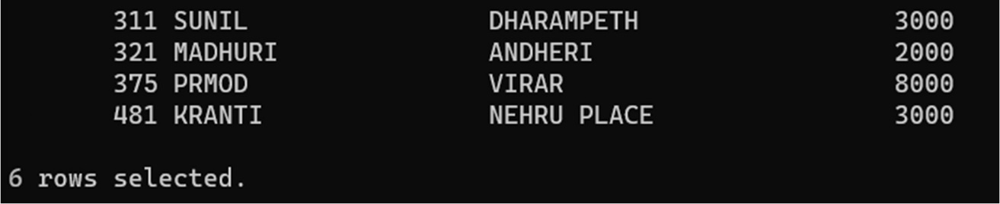 311 SUNIL DHARAMPETH 3000
321 MADHURI ANDHERI 2000
375 PRMOD VIRAR 8000
481 KRANTI NEHRU PLACE 3000
6 rows selected.